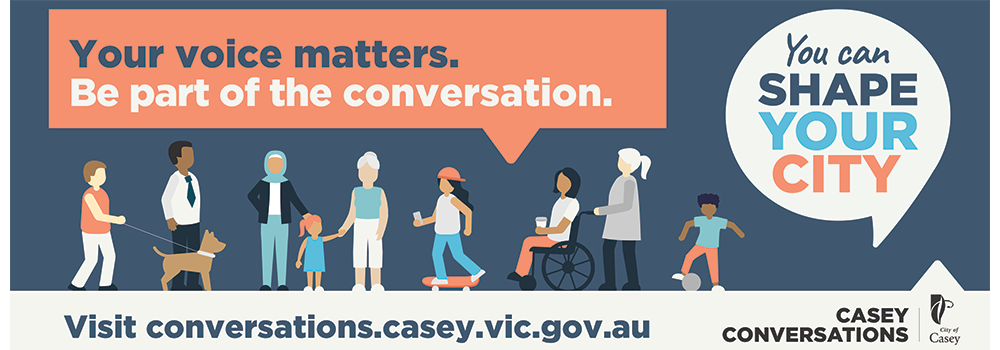 Your voice matters.
Be part of the conversation.
You can
SHAPE
YOUR
CITY
Visit conversations.casey.vic.gov.au
CASEY
CONVERSATIONS
City of
Casey